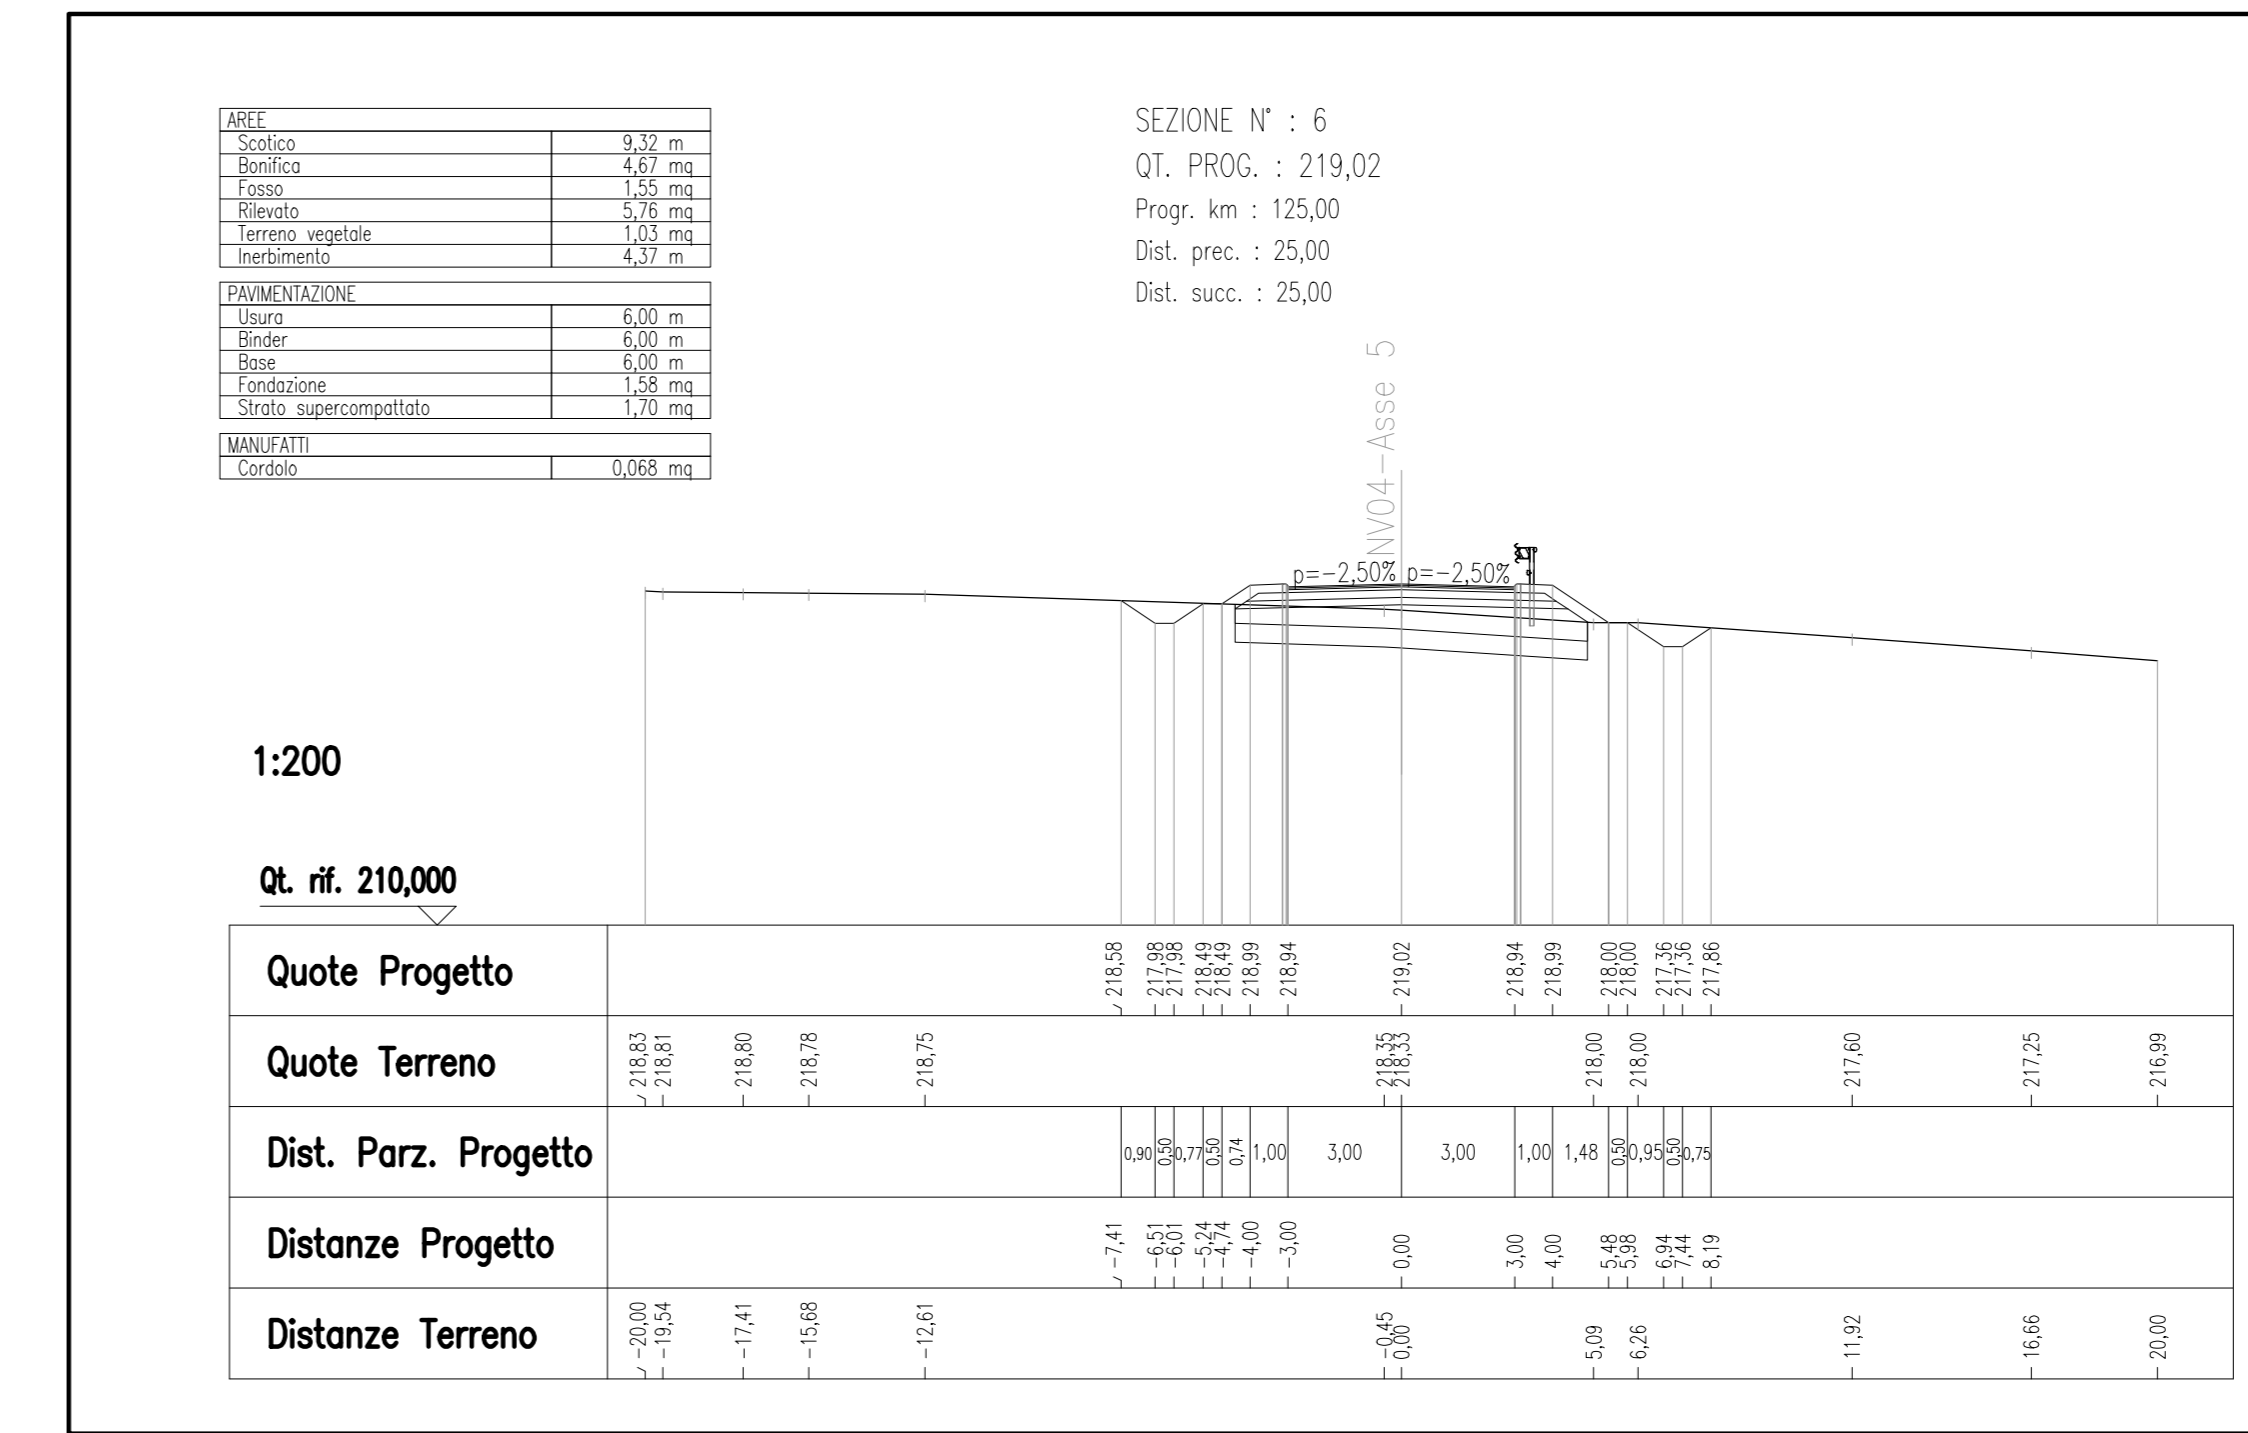 AREE
Scotico 9,32 m
Bonifica 4,67 mq
Fosso 1,55 mq
Rilevato 5,76 mq
Terreno vegetale 1,03 mq
Inerbimento 4,37 m
PAVIMENTAZIONE
Usura 6,00 m
Binder 6,00 m
Base 6,00 m
Fondazione 1,58 mq
Strato supercompattato 1,70 mq
MANUFATTI
Cordolo 0,068 mq
SEZIONE N° : 6
QT. PROG. : 219,02
Progr. km : 125,00
Dist. prec. : 25,00
Dist. succ. : 25,00
NV04-Asse 5
p=-2,50% p=-2,50%
1:200
Qt. rif. 210,000
Quote Progetto 218,58 217,98 217,98 218,49 218,49 218,99 218,94 219,02 218,94 218,99 218,00 218,00 217,36 217,36 217,86
Quote Terreno 218,83 218,81 218,80 218,78 218,75 218,35 218,33 218,00 218,00 217,60 217,25 216,99
Dist. Parz. Progetto 0,90 0,50 0,77 0,50 0,74 1,00 3,00 3,00 1,00 1,48 0,50 0,95 0,50 0,75
Distanze Progetto -7,41 -6,51 -6,01 -5,24 -4,74 -4,00 -3,00 0,00 3,00 4,00 5,48 5,98 6,94 7,44 8,19
Distanze Terreno -20,00 -19,54 -17,41 -15,68 -12,61 -0,45 0,00 5,09 6,26 11,92 16,66 20,00